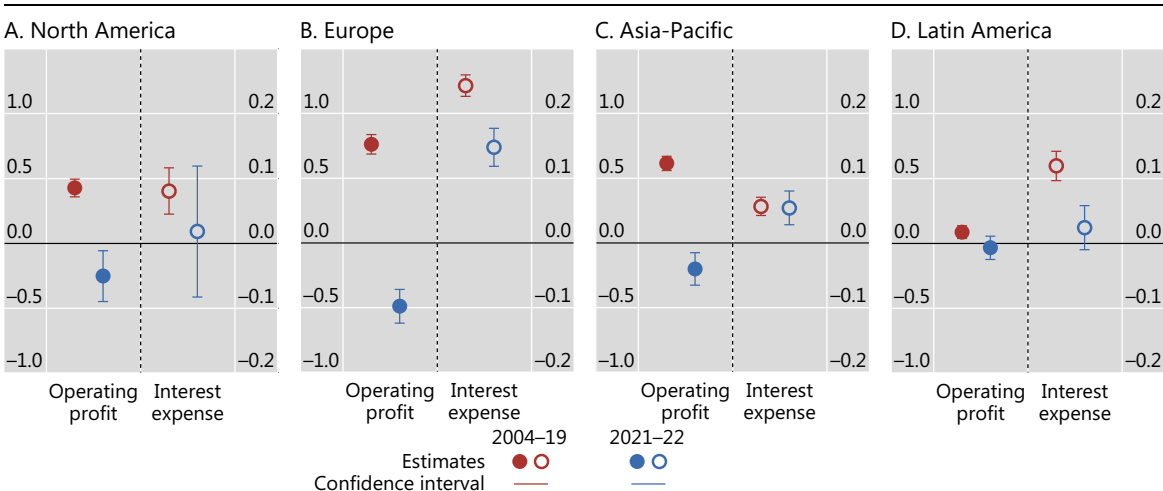 A. North America
B. Europe
C. Asia-Pacific
D. Latin America
1.0 0.2 1.0 0.2 1.0 0.2 1.0 0.2
0.5 0.1 0.5 0.1 0.5 0.1 0.5 0.1
0.0 0.0 0.0 0.0 0.0 0.0 0.0 0.0
–0.5 –0.1 –0.5 –0.1 –0.5 –0.1 –0.5 –0.1
–1.0 –0.2 –1.0 –0.2 –1.0 –0.2 –1.0 –0.2
Operating Interest Operating Interest Operating Interest Operating Interest
profit expense profit expense profit expense profit expense
2004–19 2021–22
Estimates
Confidence interval